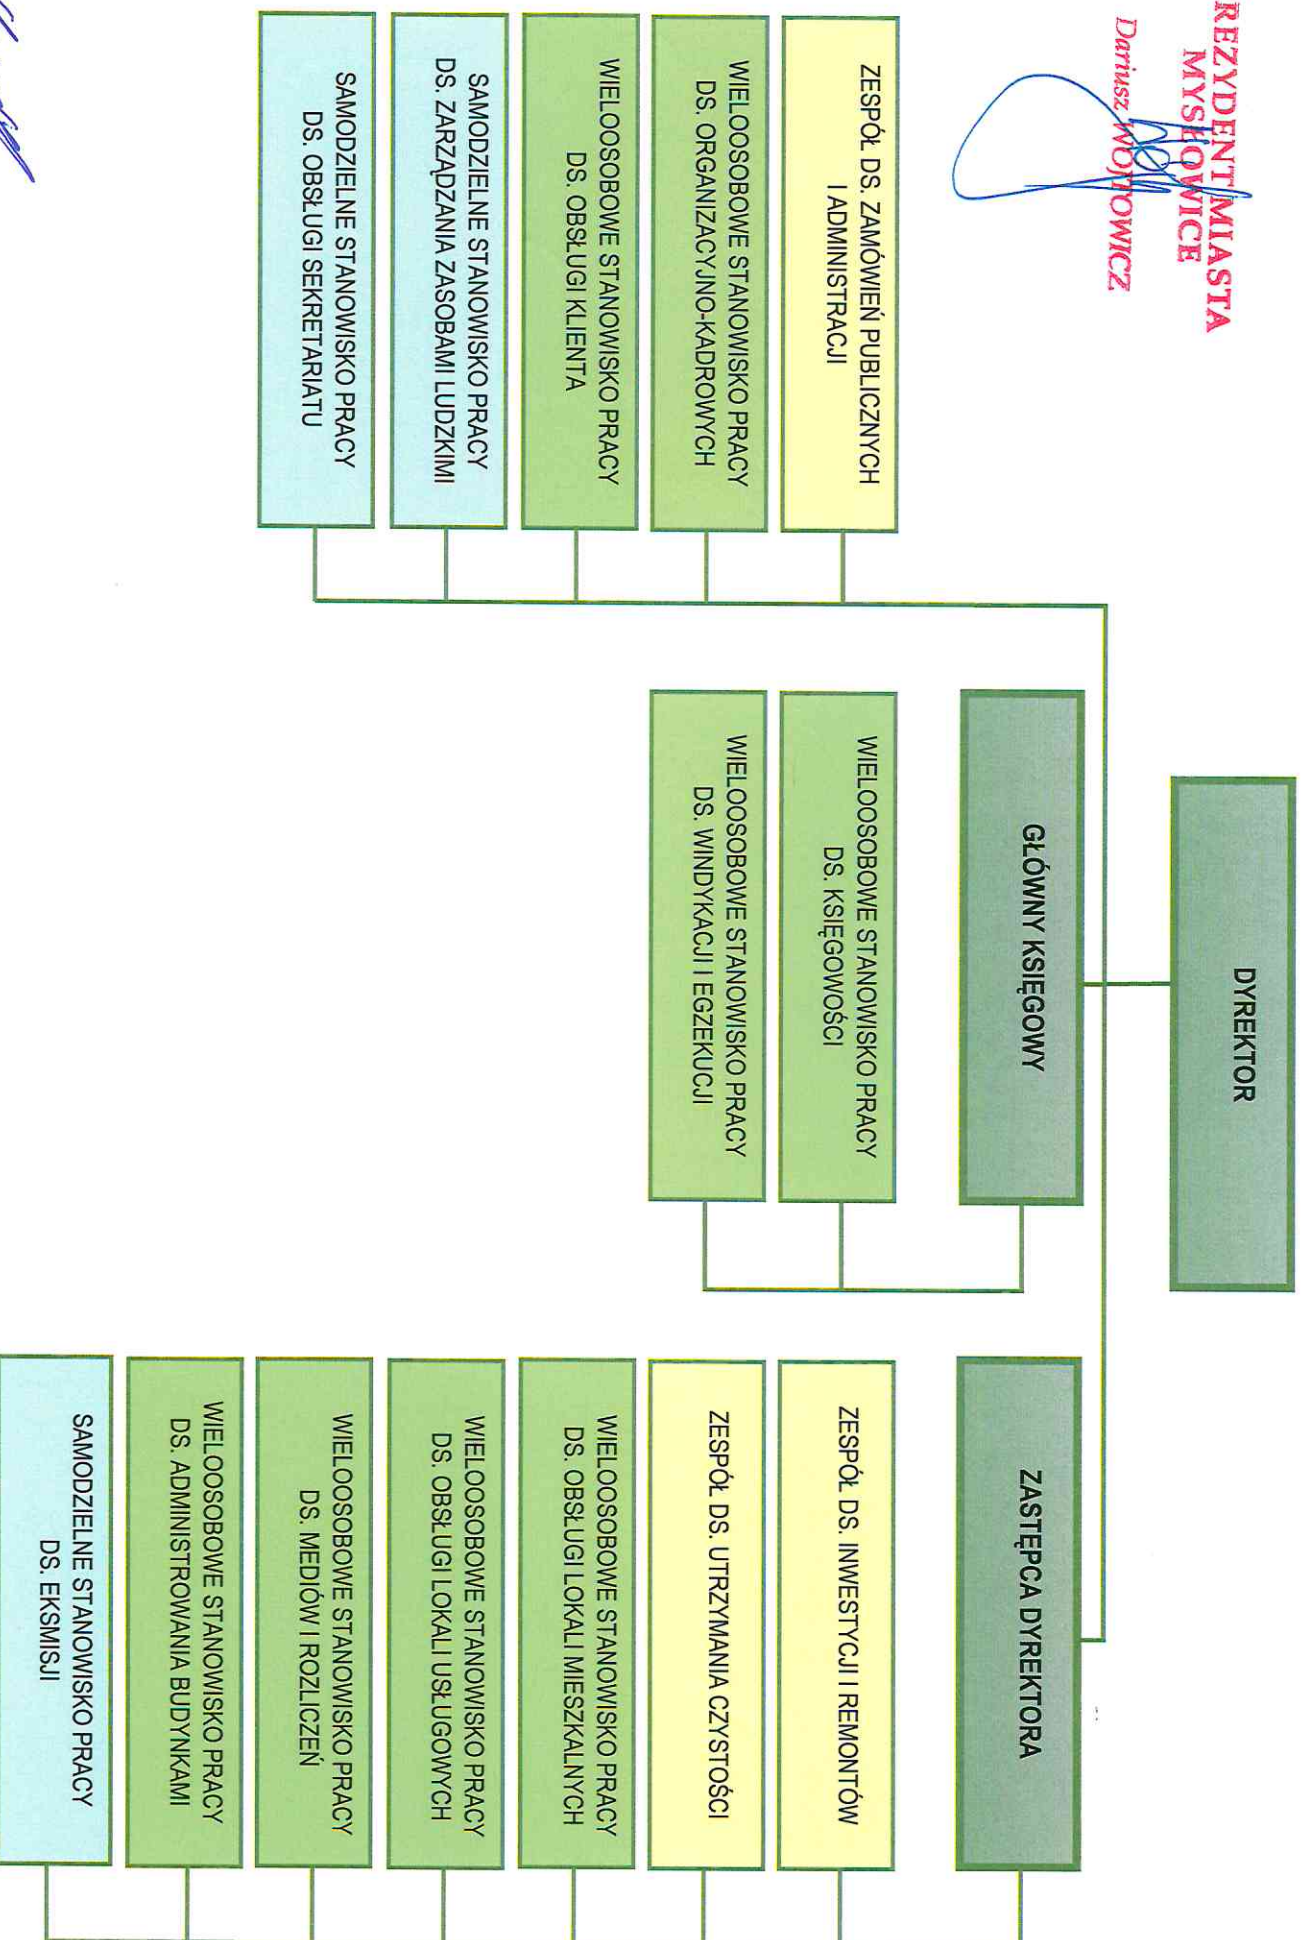 REZYDENT MIASTA
MYSŁOWICE
Dariusz WÓJTOWICZ
DYREKTOR
ZESPÓŁ DS. ZAMÓWIEŃ PUBLICZNYCH
I ADMINISTRACJI
WIELOOSOBOWE STANOWISKO PRACY
DS. ORGANIZACYJNO-KADROWYCH
WIELOOSOBOWE STANOWISKO PRACY
DS. OBSŁUGI KLIENTA
SAMODZIELNE STANOWISKO PRACY
DS. ZARZĄDZANIA ZASOBAMI LUDZKIMI
SAMODZIELNE STANOWISKO PRACY
DS. OBSŁUGI SEKRETARIATU
GŁÓWNY KSIĘGOWY
WIELOOSOBOWE STANOWISKO PRACY
DS. KSIĘGOWOŚCI
WIELOOSOBOWE STANOWISKO PRACY
DS. WINDYKACJI I EGZEKUCJI
ZASTĘPCA DYREKTORA
ZESPÓŁ DS. INWESTYCJI I REMONTÓW
ZESPÓŁ DS. UTRZYMANIA CZYSTOŚCI
WIELOOSOBOWE STANOWISKO PRACY
DS. OBSŁUGI LOKALI MIESZKALNYCH
WIELOOSOBOWE STANOWISKO PRACY
DS. OBSŁUGI LOKALI USŁUGOWYCH
WIELOOSOBOWE STANOWISKO PRACY
DS. MEDIÓW I ROZLICZEŃ
WIELOOSOBOWE STANOWISKO PRACY
DS. ADMINISTROWANIA BUDYNKAMI
SAMODZIELNE STANOWISKO PRACY
DS. EKSMISJI